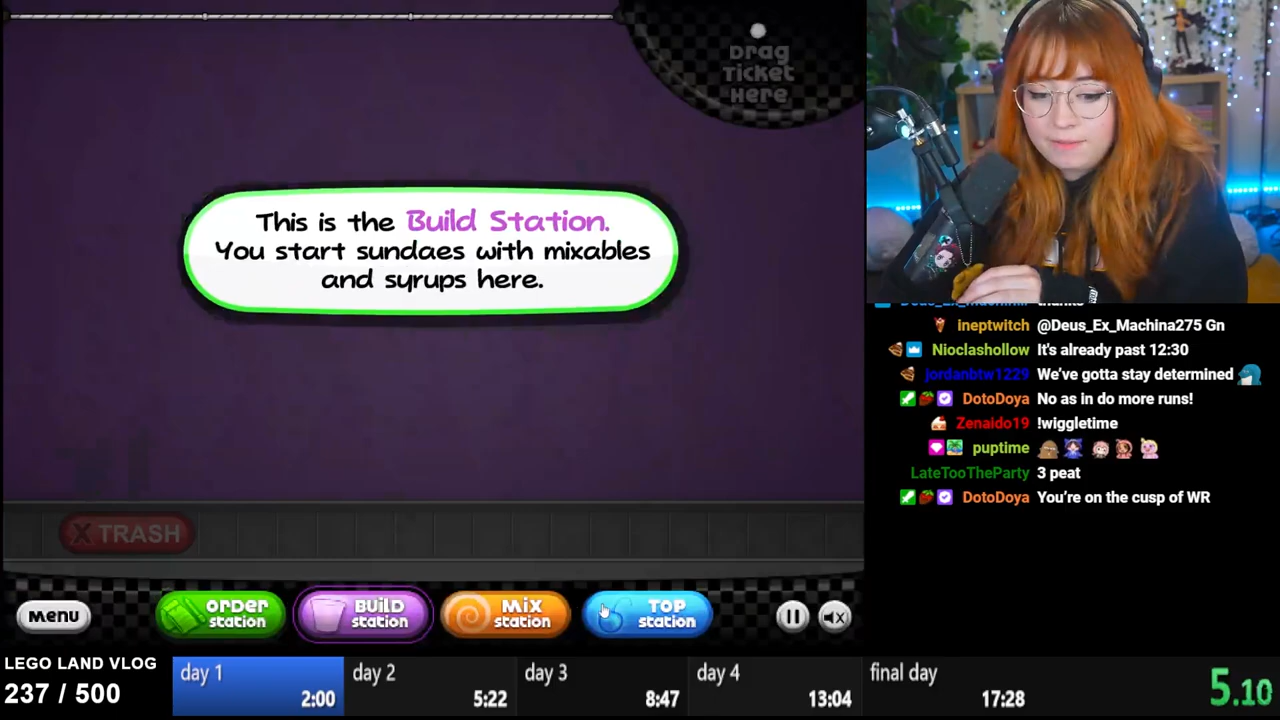 Drag
Ticket
Here
This is the Build Station.
You start sundaes with mixables
and syrups here.
X TRASH
menu
Order station
Build station
Mix station
Top station
ineptwitch @Deus_Ex_Machina275 Gn
Nioclashollow It's already past 12:30
jordanbtw1229 We've gotta stay determined
DotoDoya No as in do more runs!
Zenaldo19 !wiggletime
puptime
LateTooTheParty 3 peat
DotoDoya You're on the cusp of WR
LEGO LAND VLOG
237 / 500
day 1 2:00
day 2 5:22
day 3 8:47
day 4 13:04
final day 17:28
5.10